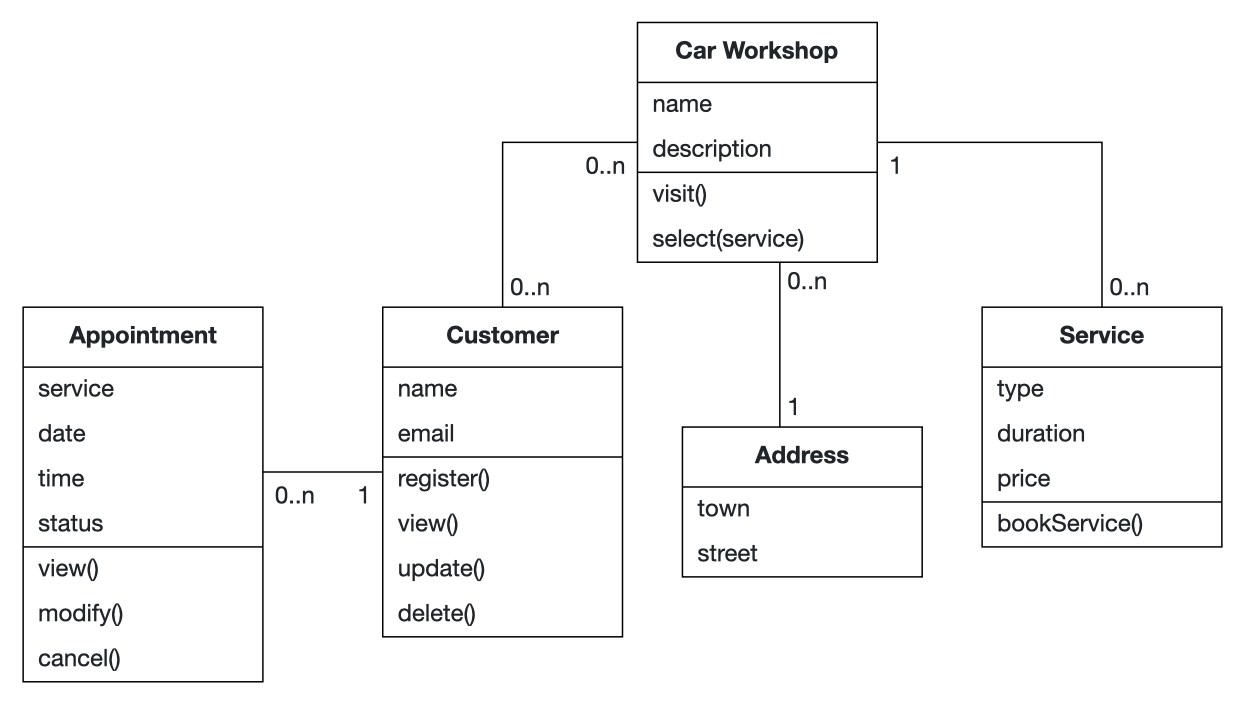 Car Workshop
name
description
visit()
select(service)
0..n
1
0..n
0..n
0..n
1
Appointment
service
date
time
status
view()
modify()
cancel()
0..n
1
Customer
name
email
register()
view()
update()
delete()
Address
town
street
Service
type
duration
price
bookService()